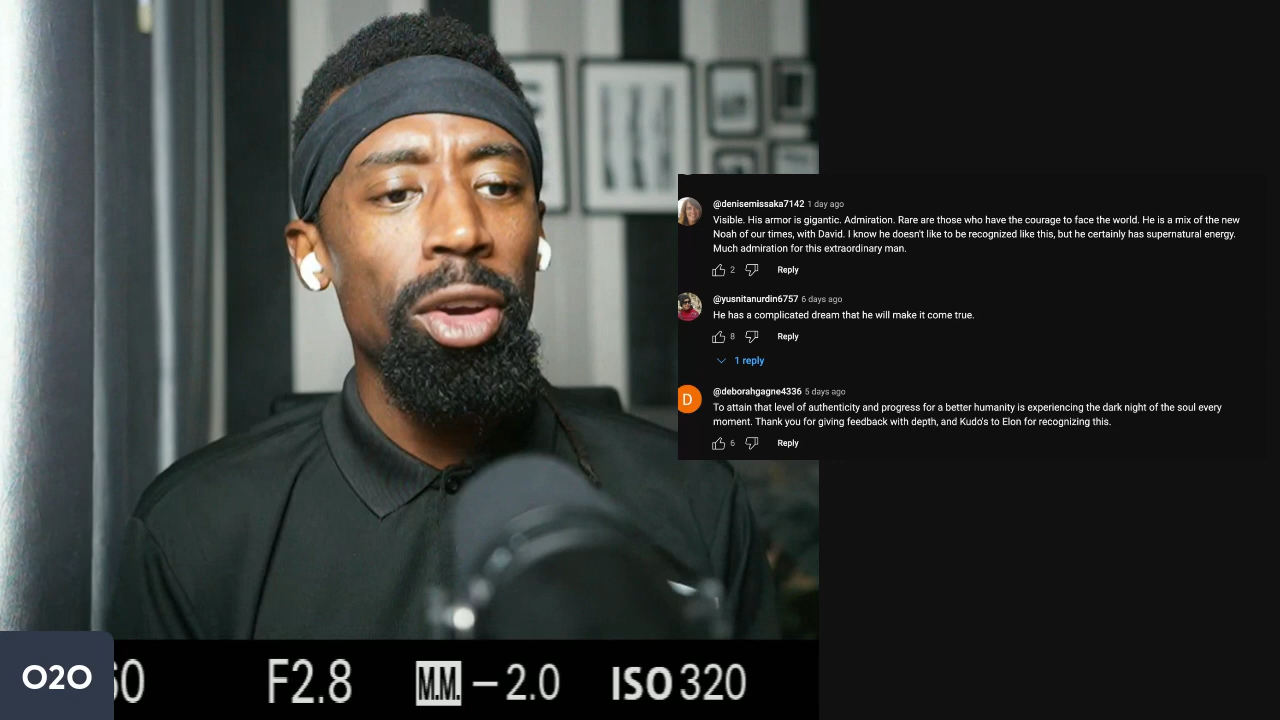 @denisemissaka7142 1 day ago
Visible. His armor is gigantic. Admiration. Rare are those who have the courage to face the world. He is a mix of the new
Noah of our times, with David. I know he doesn't like to be recognized like this, but he certainly has supernatural energy.
Much admiration for this extraordinary man.
2 Reply
@yusnitanurdin6757 6 days ago
He has a complicated dream that he will make it come true.
8 Reply
1 reply
D
@deborahgagne4336 5 days ago
To attain that level of authenticity and progress for a better humanity is experiencing the dark night of the soul every
moment. Thank you for giving feedback with depth, and Kudo's to Elon for recognizing this.
6 Reply
020
60 F2.8 M.M. – 2.0 ISO 320